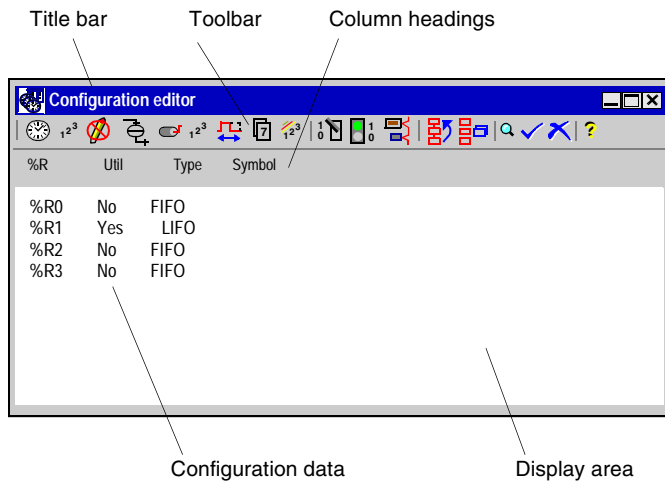 Title bar Toolbar Column headings
Configuration editor
%R Util Type Symbol
%R0 No FIFO
%R1 Yes LIFO
%R2 No FIFO
%R3 No FIFO
Configuration data Display area